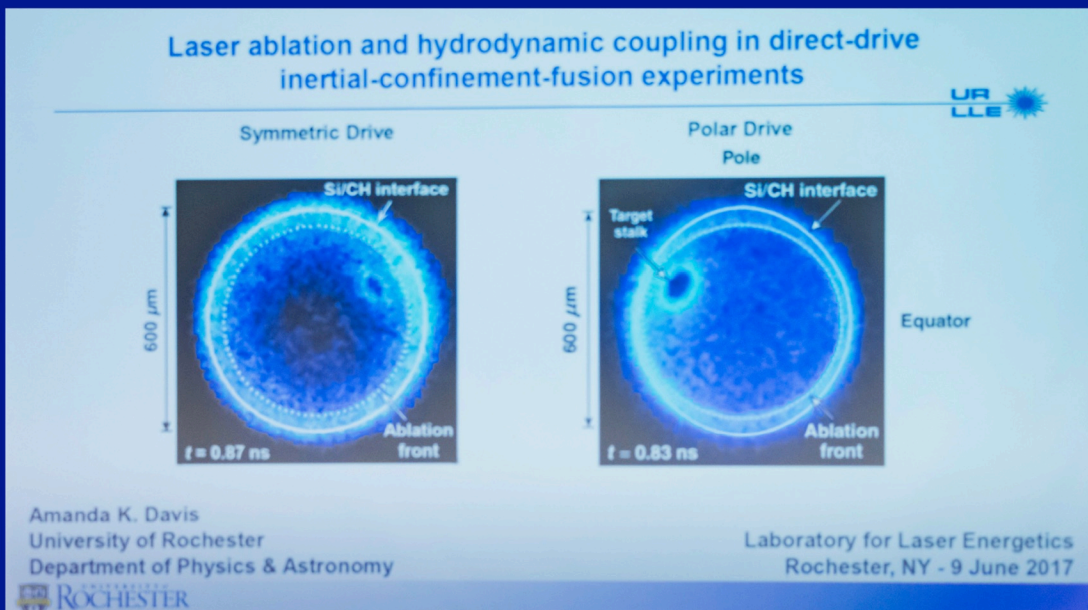 Laser ablation and hydrodynamic coupling in direct-drive
inertial-confinement-fusion experiments
UR
LLE
Symmetric Drive
Polar Drive
Pole
Si/CH interface
600 μm
Ablation
front
t = 0.87 ns
Si/CH interface
Target
stalk
600 μm
Equator
Ablation
front
t = 0.83 ns
Amanda K. Davis
University of Rochester
Department of Physics & Astronomy
Laboratory for Laser Energetics
Rochester, NY - 9 June 2017
UNIVERSITY of
ROCHESTER